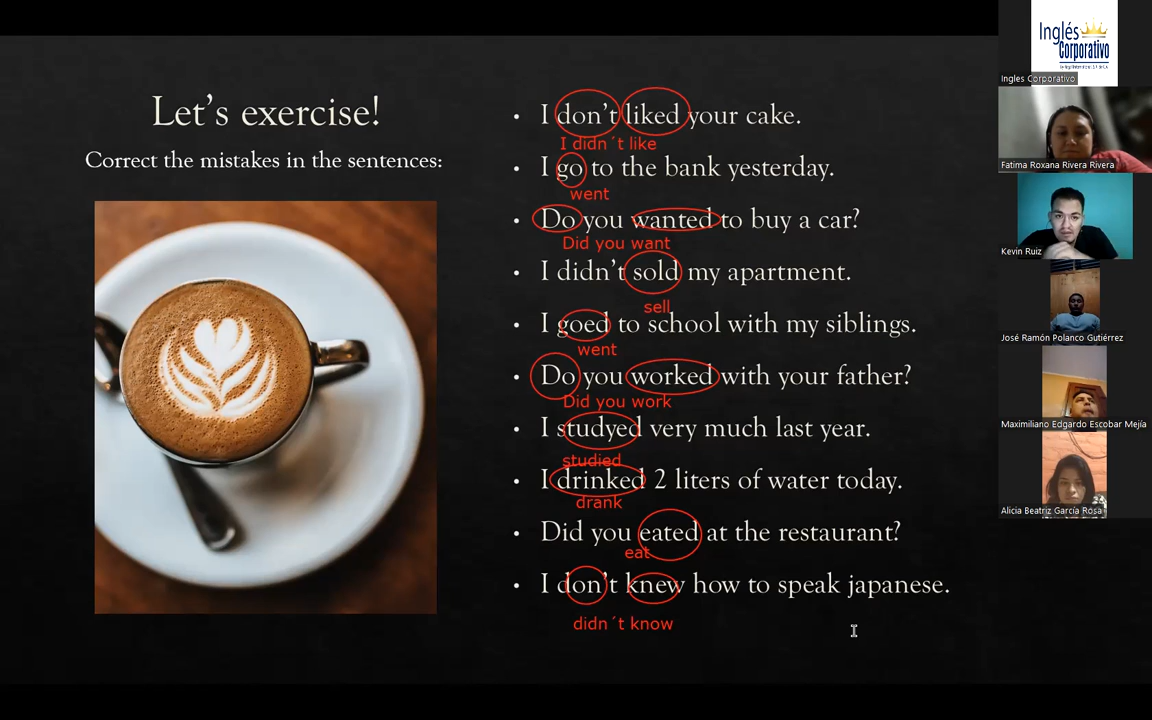 Let's exercise!
Correct the mistakes in the sentences:
• I don't liked your cake.
I didn´t like
• I go to the bank yesterday.
went
• Do you wanted to buy a car?
Did you want
• I didn't sold my apartment.
sell
• I goed to school with my siblings.
went
• Do you worked with your father?
Did you work
• I studyed very much last year.
studied
• I drinked 2 liters of water today.
drank
• Did you eated at the restaurant?
eat
• I don't knew how to speak japanese.
didn´t know
Inglés
Corporativo
Ingles Corporativo
Fatima Roxana Rivera Rivera
Kevin Ruiz
José Ramón Polanco Gutiérrez
Maximiliano Edgardo Escobar Mejía
Alicia Beatriz García Rosa